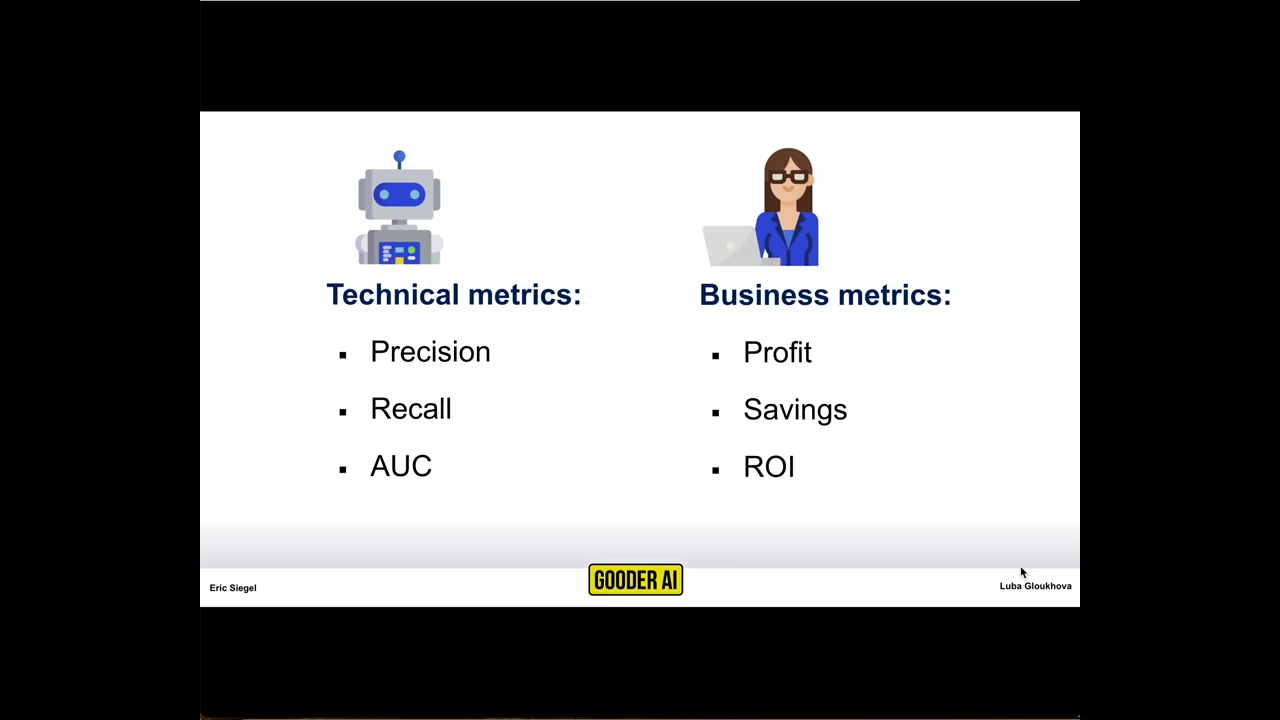 Technical metrics:
Precision
Recall
AUC
Business metrics:
Profit
Savings
ROI
Eric Siegel
GOODER AI
Luba Gloukhova